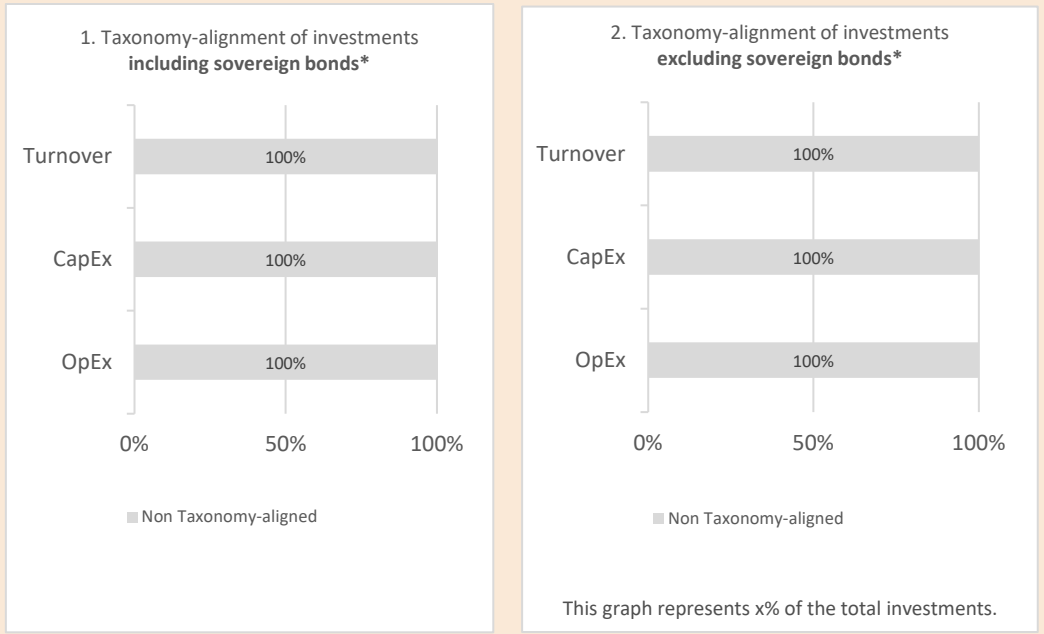 1. Taxonomy-alignment of investments
including sovereign bonds*
Turnover
100%
CapEx
100%
OpEx
100%
0%
50%
100%
Non Taxonomy-aligned
2. Taxonomy-alignment of investments
excluding sovereign bonds*
Turnover
100%
CapEx
100%
OpEx
100%
0%
50%
100%
Non Taxonomy-aligned
This graph represents x% of the total investments.